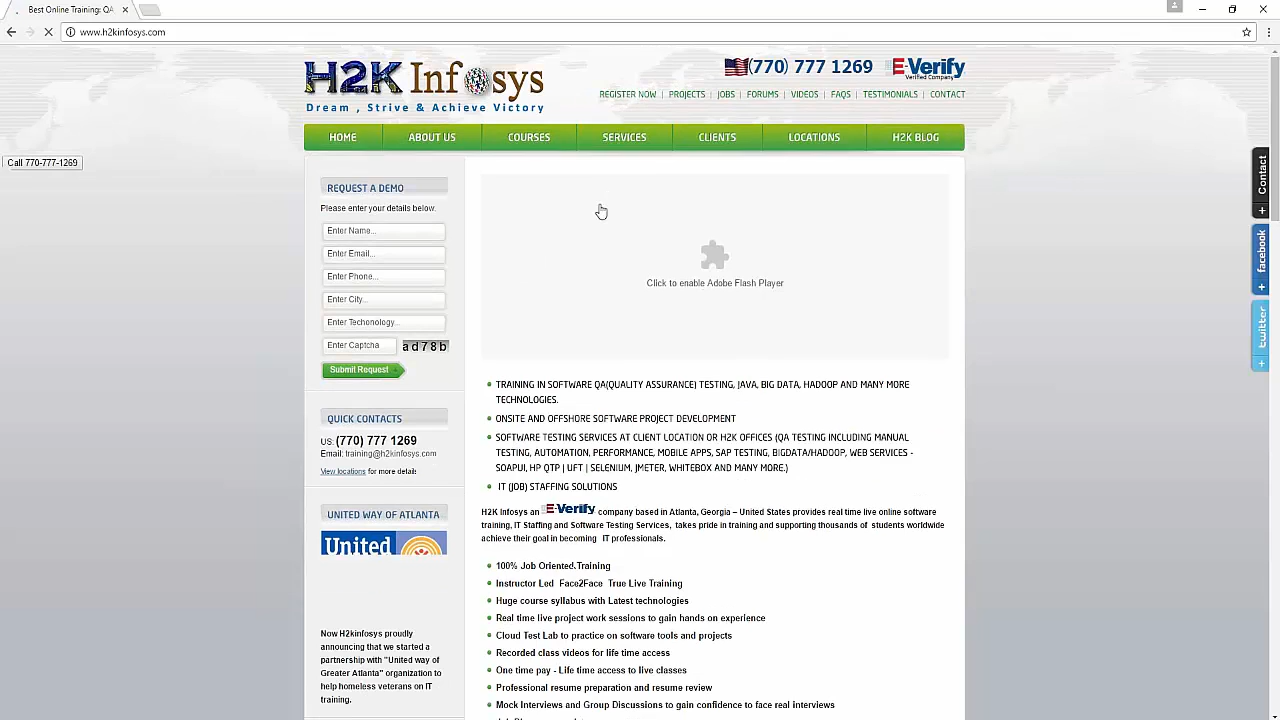 Best Online Training: QA
www.h2kinfosys.com
H2K Infosys
Dream , Strive & Achieve Victory
(770) 777 1269
E-Verify
Verified Company
REGISTER NOW | PROJECTS | JOBS | FORUMS | VIDEOS | FAQS | TESTIMONIALS | CONTACT
HOME
ABOUT US
COURSES
SERVICES
CLIENTS
LOCATIONS
H2K BLOG
Call 770-777-1269
REQUEST A DEMO
Please enter your details below.
Enter Name...
Enter Email...
Enter Phone...
Enter City...
Enter Techonology...
Enter Captcha
ad78b
Submit Request
QUICK CONTACTS
US: (770) 777 1269
Email: training@h2kinfosys.com
View locations for more details
UNITED WAY OF ATLANTA
United
Now H2kinfosys proudly
announcing that we started a
partnership with "United way of
Greater Atlanta" organization to
help homeless veterans on IT
training.
Click to enable Adobe Flash Player
TRAINING IN SOFTWARE QA(QUALITY ASSURANCE) TESTING, JAVA, BIG DATA, HADOOP AND MANY MORE
TECHNOLOGIES.
ONSITE AND OFFSHORE SOFTWARE PROJECT DEVELOPMENT
SOFTWARE TESTING SERVICES AT CLIENT LOCATION OR H2K OFFICES (QA TESTING INCLUDING MANUAL
TESTING, AUTOMATION, PERFORMANCE, MOBILE APPS, SAP TESTING, BIGDATA/HADOOP, WEB SERVICES -
SOAPUI, HP QTP | UFT | SELENIUM, JMETER, WHITEBOX AND MANY MORE.)
IT (JOB) STAFFING SOLUTIONS
H2K Infosys an E-Verify company based in Atlanta, Georgia – United States provides real time live online software
training, IT Staffing and Software Testing Services, takes pride in training and supporting thousands of students worldwide
achieve their goal in becoming IT professionals.
100% Job Oriented Training
Instructor Led Face2Face True Live Training
Huge course syllabus with Latest technologies
Real time live project work sessions to gain hands on experience
Cloud Test Lab to practice on software tools and projects
Recorded class videos for life time access
One time pay - Life time access to live classes
Professional resume preparation and resume review
Mock Interviews and Group Discussions to gain confidence to face real interviews
Contact
facebook
twitter